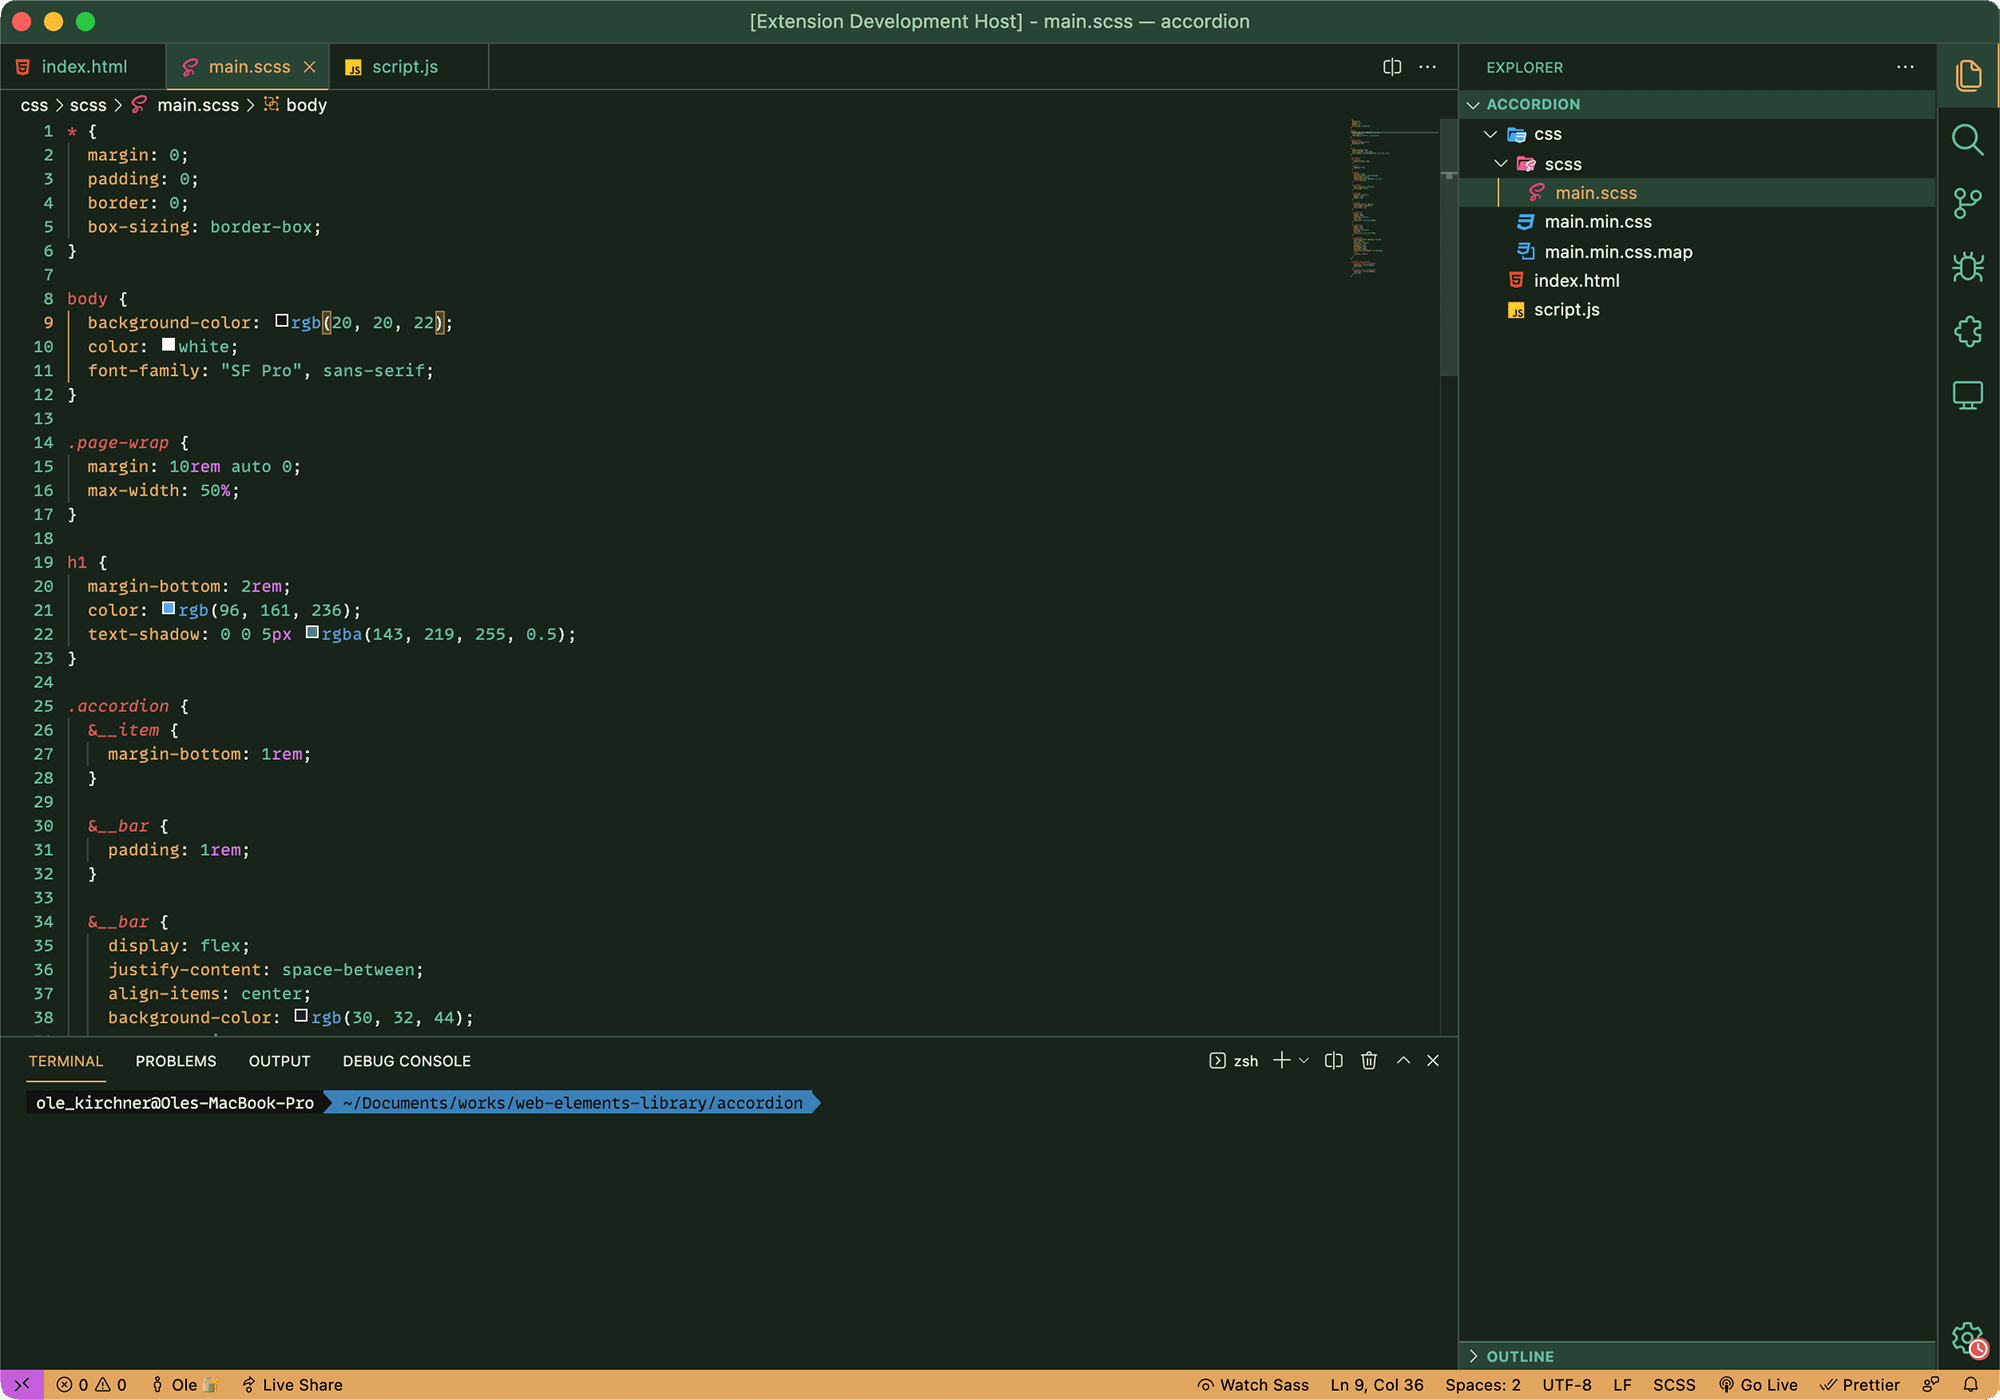 [Extension Development Host] - main.scss — accordion
index.html
main.scss
script.js
css > scss > main.scss > body
1 * {
2 margin: 0;
3 padding: 0;
4 border: 0;
5 box-sizing: border-box;
6 }
7
8 body {
9 background-color: rgb(20, 20, 22);
10 color: white;
11 font-family: "SF Pro", sans-serif;
12 }
13
14 .page-wrap {
15 margin: 10rem auto 0;
16 max-width: 50%;
17 }
18
19 h1 {
20 margin-bottom: 2rem;
21 color: rgb(96, 161, 236);
22 text-shadow: 0 0 5px rgba(143, 219, 255, 0.5);
23 }
24
25 .accordion {
26 &__item {
27 margin-bottom: 1rem;
28 }
29
30 &__bar {
31 padding: 1rem;
32 }
33
34 &__bar {
35 display: flex;
36 justify-content: space-between;
37 align-items: center;
38 background-color: rgb(30, 32, 44);
EXPLORER
ACCORDION
css
scss
main.scss
main.min.css
main.min.css.map
index.html
script.js
OUTLINE
TERMINAL PROBLEMS OUTPUT DEBUG CONSOLE
zsh
ole_kirchner@Oles-MacBook-Pro ~/Documents/works/web-elements-library/accordion
0 0 Ole Live Share
Watch Sass Ln 9, Col 36 Spaces: 2 UTF-8 LF SCSS Go Live Prettier